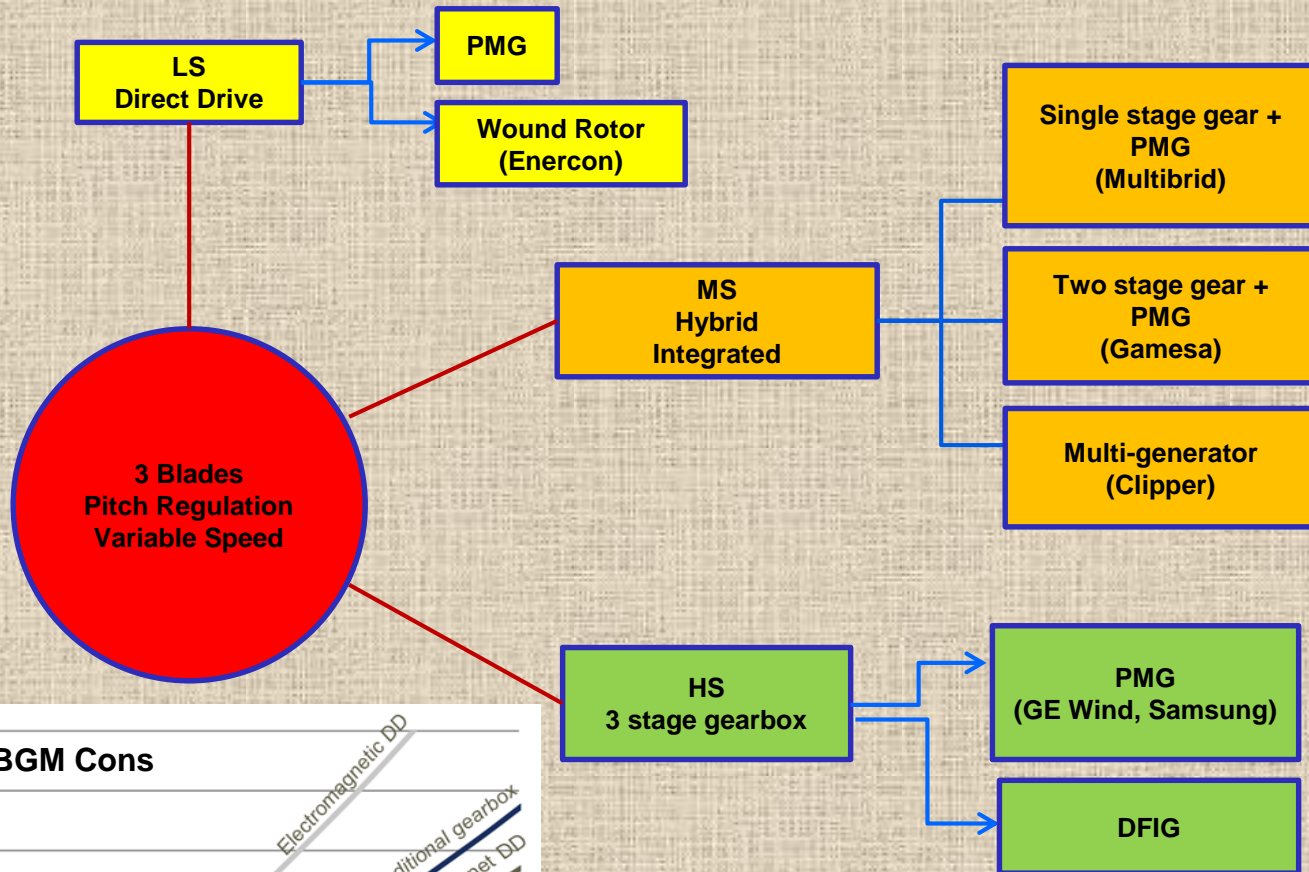 LS
Direct Drive
PMG
Wound Rotor
(Enercon)
Single stage gear +
PMG
(Multibrid)
MS
Hybrid
Integrated
Two stage gear +
PMG
(Gamesa)
Multi-generator
(Clipper)
3 Blades
Pitch Regulation
Variable Speed
HS
3 stage gearbox
PMG
(GE Wind, Samsung)
DFIG
BGM Cons
Electromagnetic DD
gearbox
DD